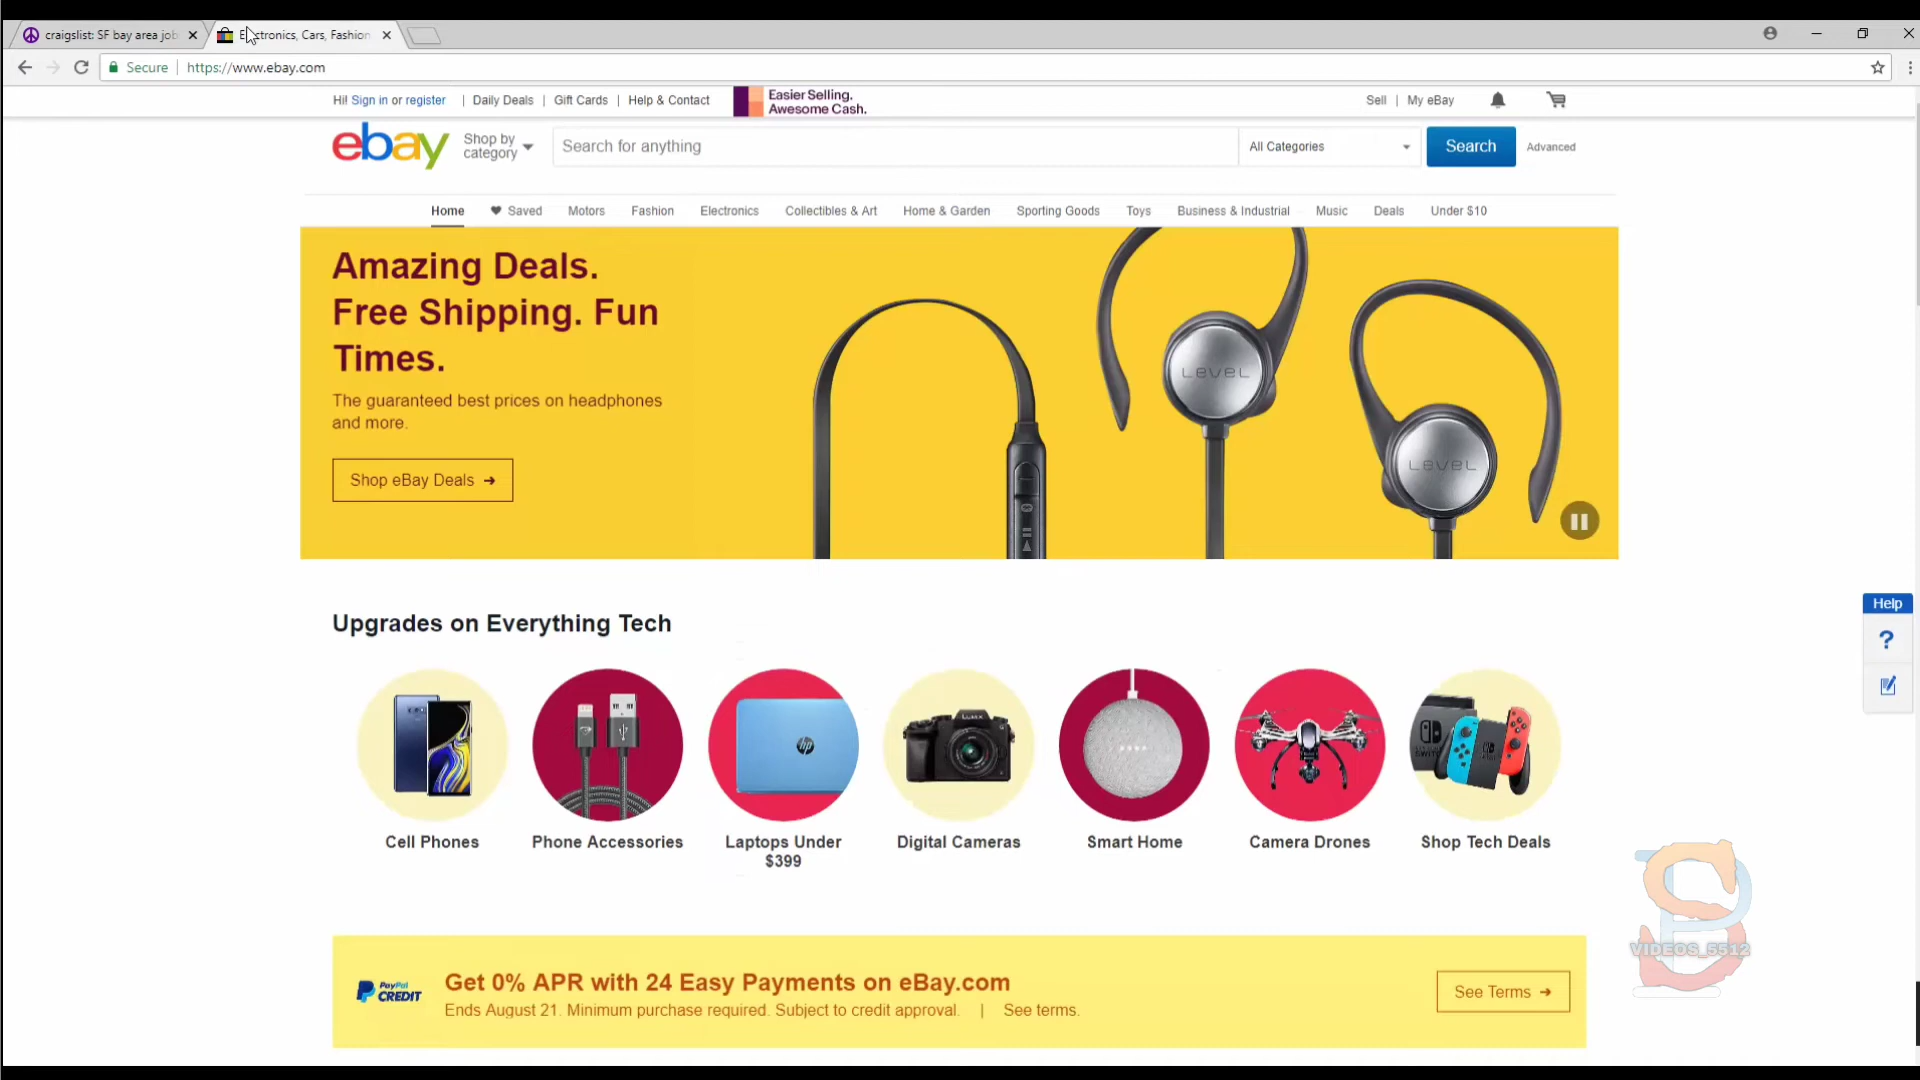 craigslist: SF bay area job
Electronics, Cars, Fashion
Secure | https://www.ebay.com
Hi! Sign in or register | Daily Deals | Gift Cards | Help & Contact
Easier Selling.
Awesome Cash.
Sell | My eBay
ebay
Shop by
category
Search for anything
All Categories
Search
Advanced
Home
Saved
Motors
Fashion
Electronics
Collectibles & Art
Home & Garden
Sporting Goods
Toys
Business & Industrial
Music
Deals
Under $10
Amazing Deals.
Free Shipping. Fun
Times.
The guaranteed best prices on headphones
and more.
Shop eBay Deals
LEVEL
LEVEL
Help
?
Upgrades on Everything Tech
hp
LUMIX
Cell Phones
Phone Accessories
Laptops Under
$399
Digital Cameras
Smart Home
Camera Drones
Shop Tech Deals
VIDEOS_5512
PayPal
CREDIT
Get 0% APR with 24 Easy Payments on eBay.com
Ends August 21. Minimum purchase required. Subject to credit approval. | See terms.
See Terms